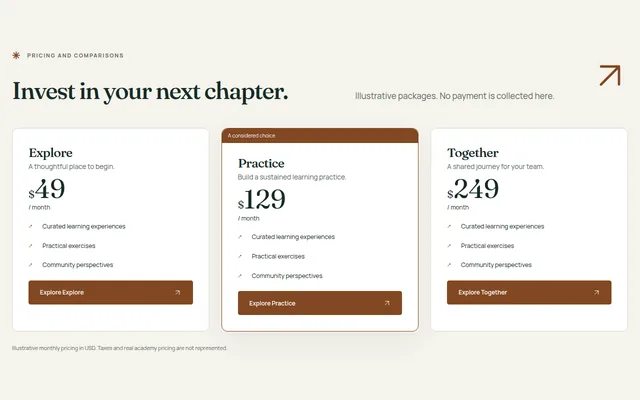 PRICING AND COMPARISONS
Invest in your next chapter.
Illustrative packages. No payment is collected here.
Explore
A thoughtful place to begin.
$49
/ month
Curated learning experiences
Practical exercises
Community perspectives
Explore Explore
A considered choice
Practice
Build a sustained learning practice.
$129
/ month
Curated learning experiences
Practical exercises
Community perspectives
Explore Practice
Together
A shared journey for your team.
$249
/ month
Curated learning experiences
Practical exercises
Community perspectives
Explore Together
Illustrative monthly pricing in USD. Taxes and real academy pricing are not represented.